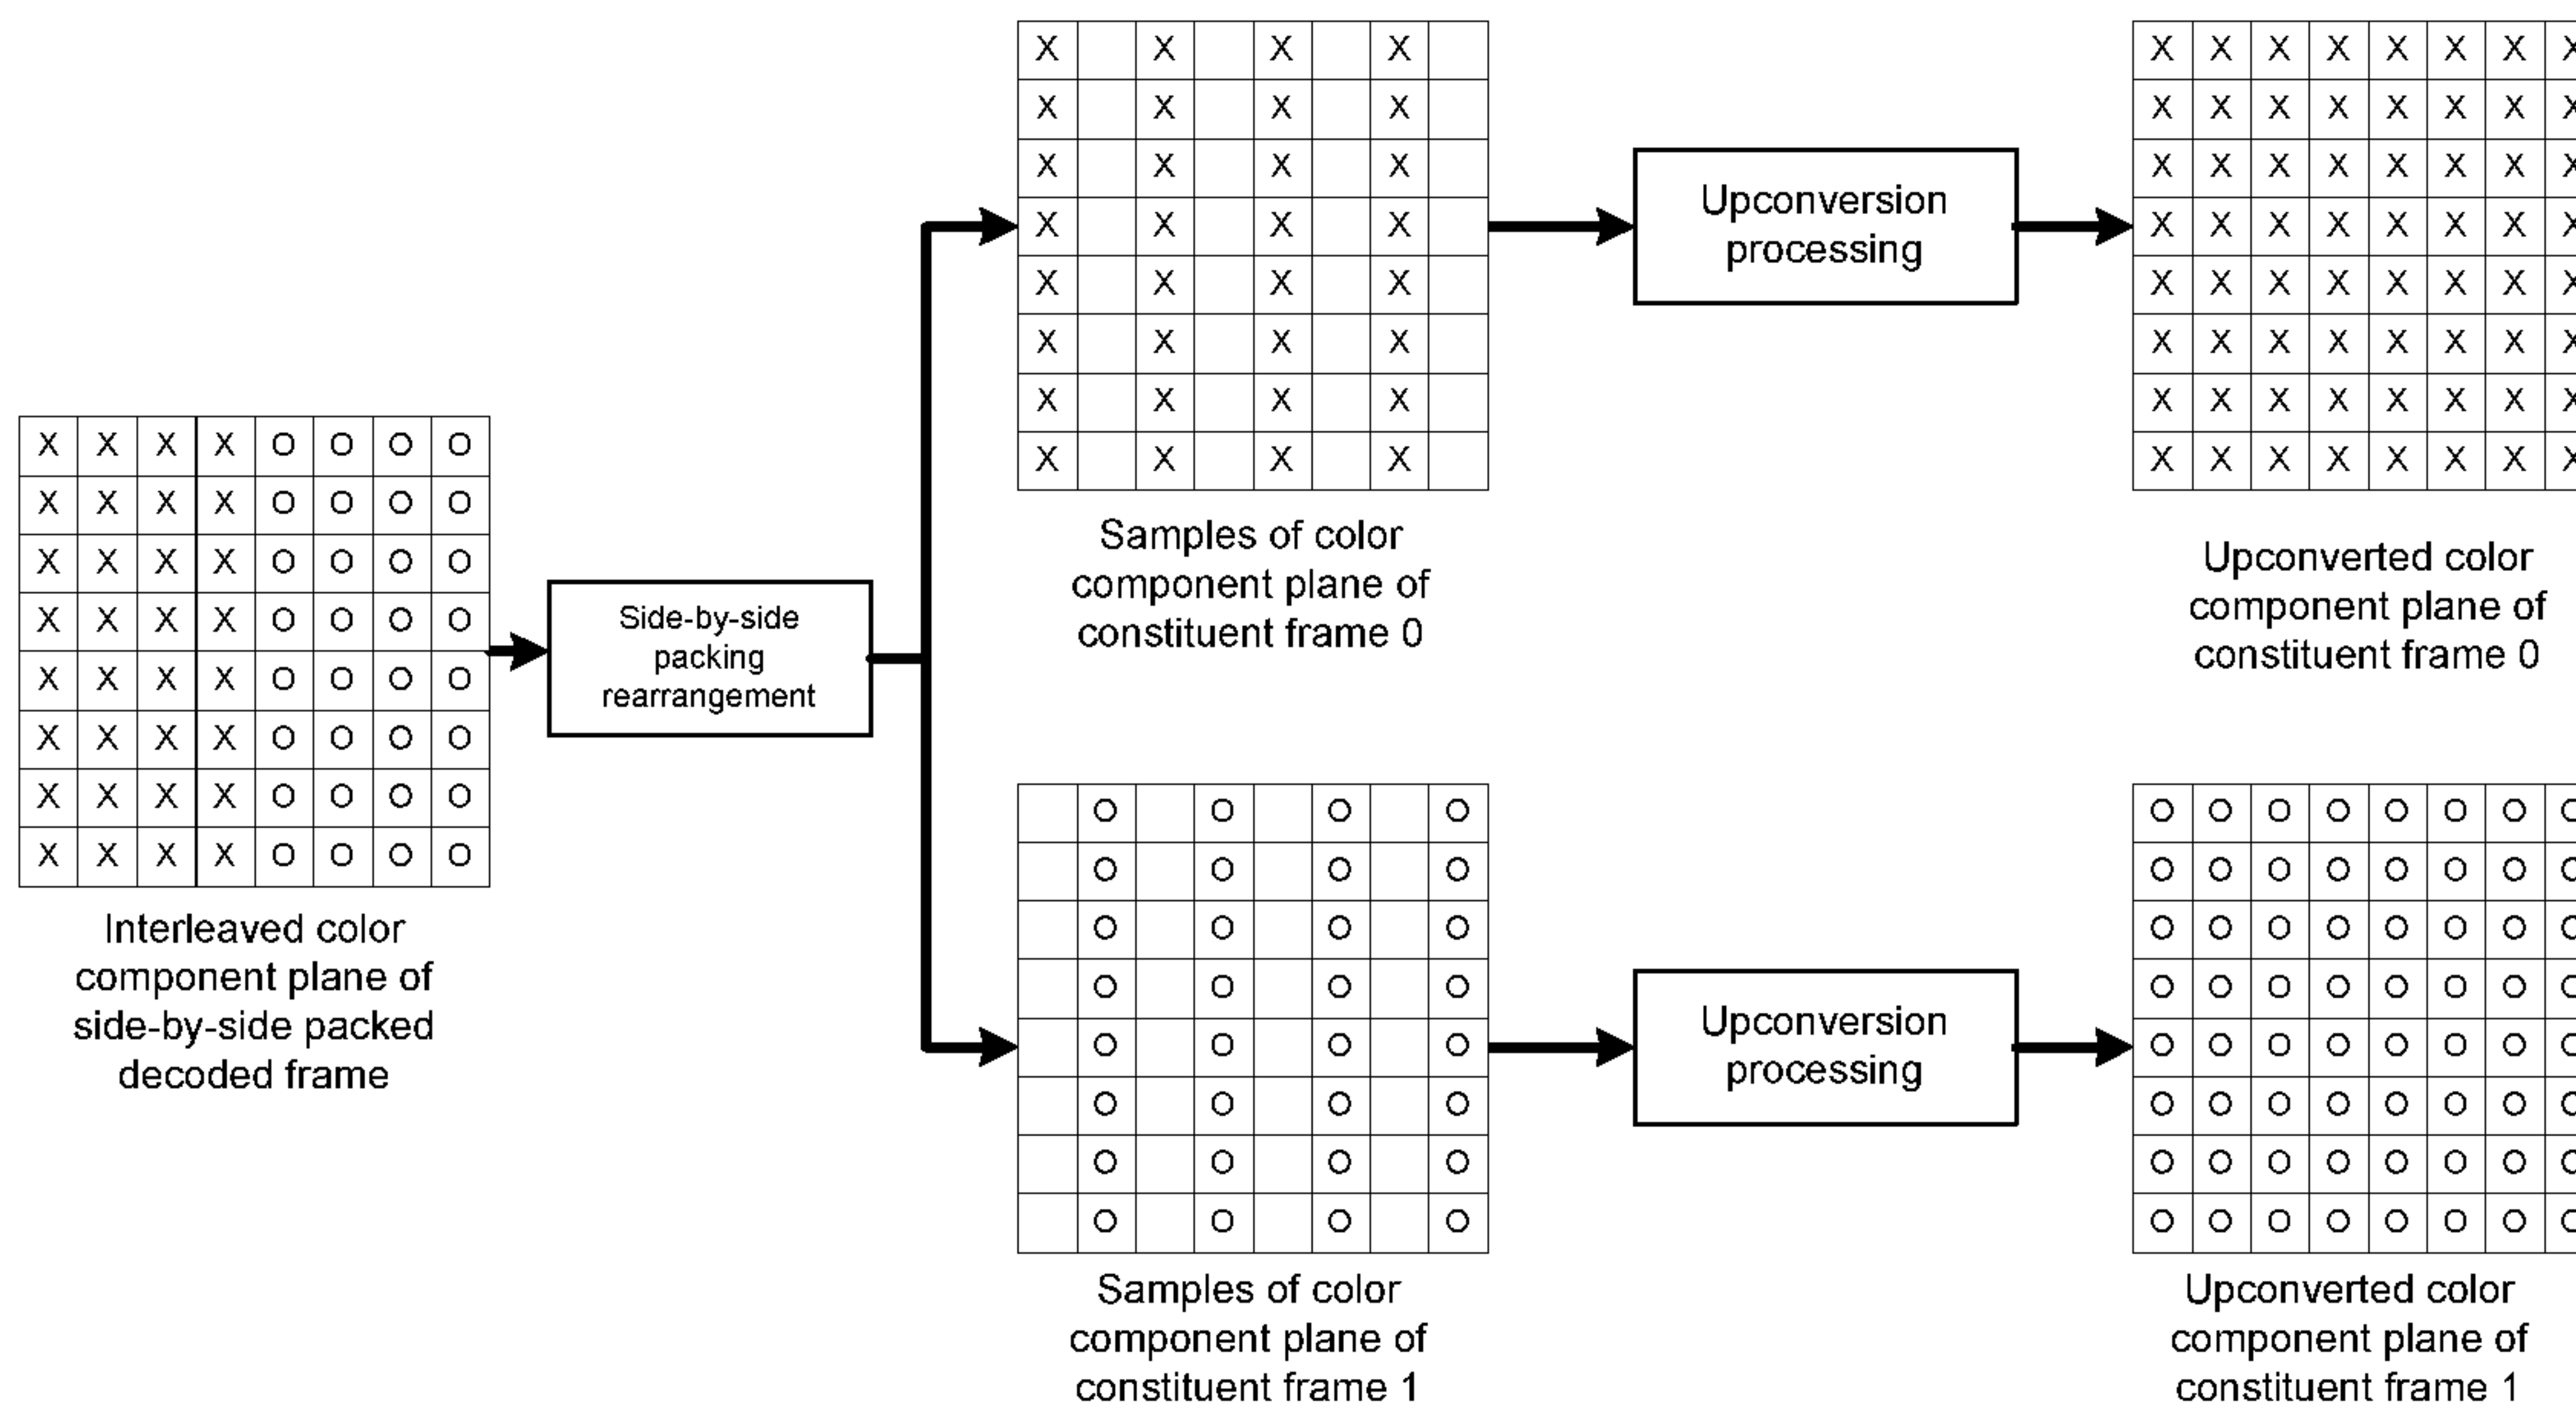 X X X X O O O O
X X X X O O O O
X X X X O O O O
X X X X O O O O
X X X X O O O O
X X X X O O O O
X X X X O O O O
X X X X O O O O
Interleaved color
component plane of
side-by-side packed
decoded frame
Side-by-side
packing
rearrangement
X X X X
X X X X
X X X X
X X X X
X X X X
X X X X
X X X X
X X X X
Samples of color
component plane of
constituent frame 0
Upconversion
processing
X X X X X X X X
X X X X X X X X
X X X X X X X X
X X X X X X X X
X X X X X X X X
X X X X X X X X
X X X X X X X X
X X X X X X X X
Upconverted color
component plane of
constituent frame 0
O O O O
O O O O
O O O O
O O O O
O O O O
O O O O
O O O O
O O O O
Samples of color
component plane of
constituent frame 1
Upconversion
processing
O O O O O O O O
O O O O O O O O
O O O O O O O O
O O O O O O O O
O O O O O O O O
O O O O O O O O
O O O O O O O O
O O O O O O O O
Upconverted color
component plane of
constituent frame 1